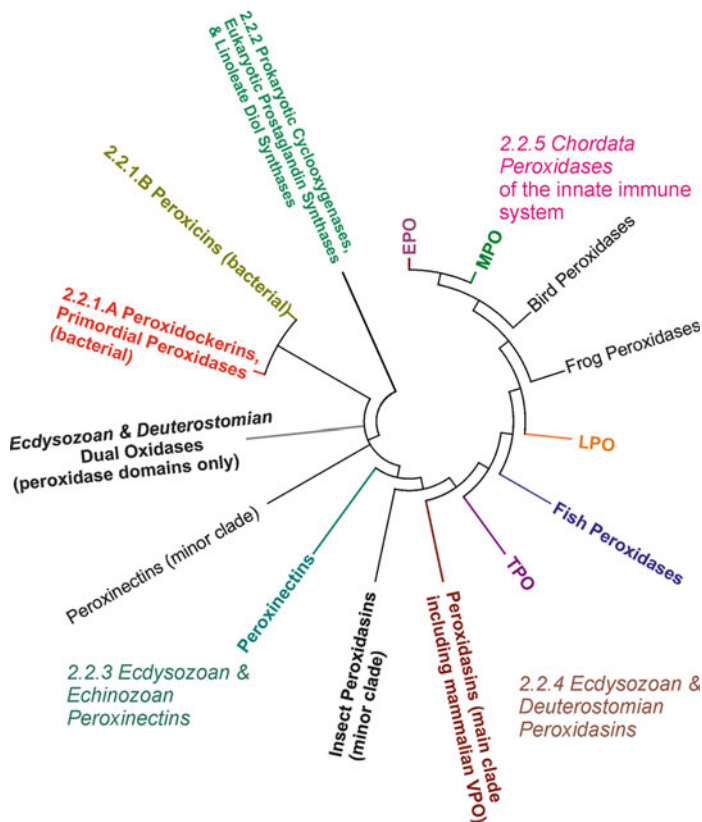 2.2.2 Prokaryotic Cyclooxygenases,
Eukaryotic Prostaglandin Synthases
& Linoleate Diol Synthases
2.2.1.B Peroxicins (bacterial)
2.2.1.A Peroxidockerins,
Primordial Peroxidases
(bacterial)
Ecdysozoan & Deuterostomian
Dual Oxidases
(peroxidase domains only)
Peroxinectins (minor clade)
Peroxinectins
2.2.3 Ecdysozoan &
Echinozoan
Peroxinectins
Insect Peroxidasins
(minor clade)
Peroxidasins (main clade
including mammalian VPO)
2.2.4 Ecdysozoan &
Deuterostomian
Peroxidasins
TPO
Fish Peroxidases
LPO
Frog Peroxidases
Bird Peroxidases
MPO
EPO
2.2.5 Chordata
Peroxidases
of the innate immune
system